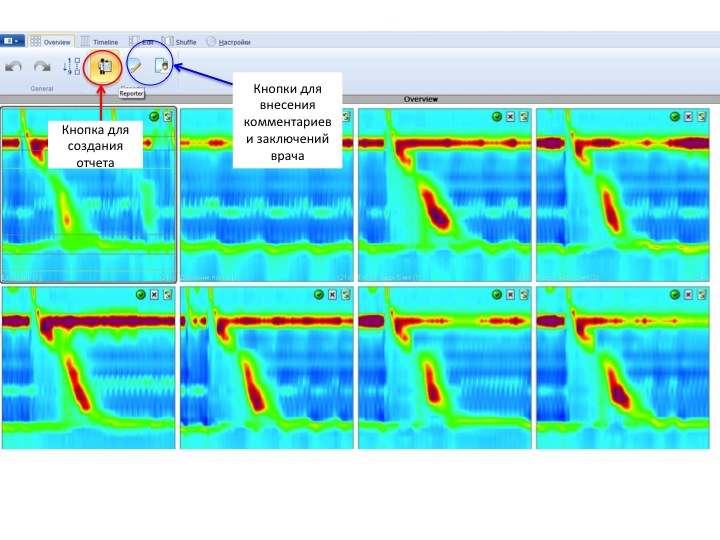 Overview Timeline Edit Shuffle Настройки
General
Reporter
Overview
Кнопка для
создания
отчета
Кнопки для
внесения
комментариев
и заключений
врача